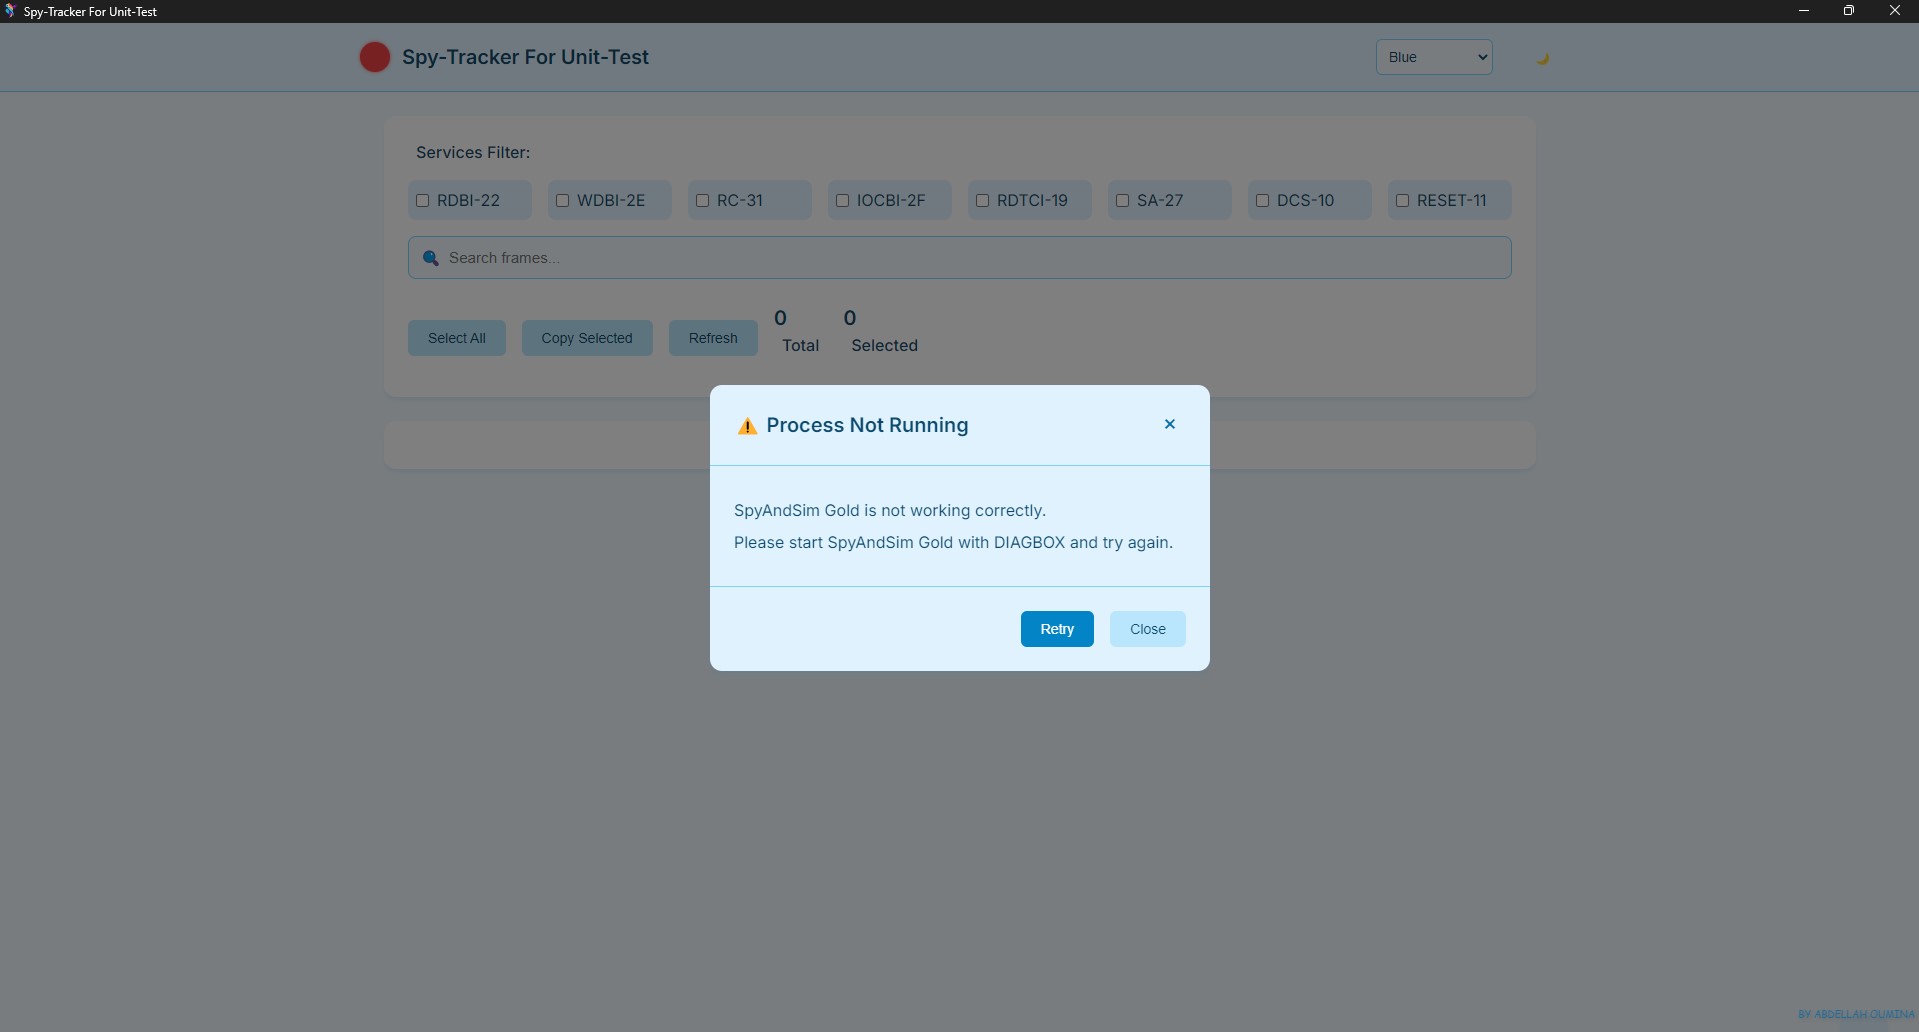 Spy-Tracker For Unit-Test
Spy-Tracker For Unit-Test
Blue
Services Filter:
RDBI-22
WDBI-2E
RC-31
IOCBI-2F
RDTCI-19
SA-27
DCS-10
RESET-11
Search frames...
Select All
Copy Selected
Refresh
0
Total
0
Selected
Process Not Running
SpyAndSim Gold is not working correctly.
Please start SpyAndSim Gold with DIAGBOX and try again.
Retry
Close
BY ABDELLAH OUMINA